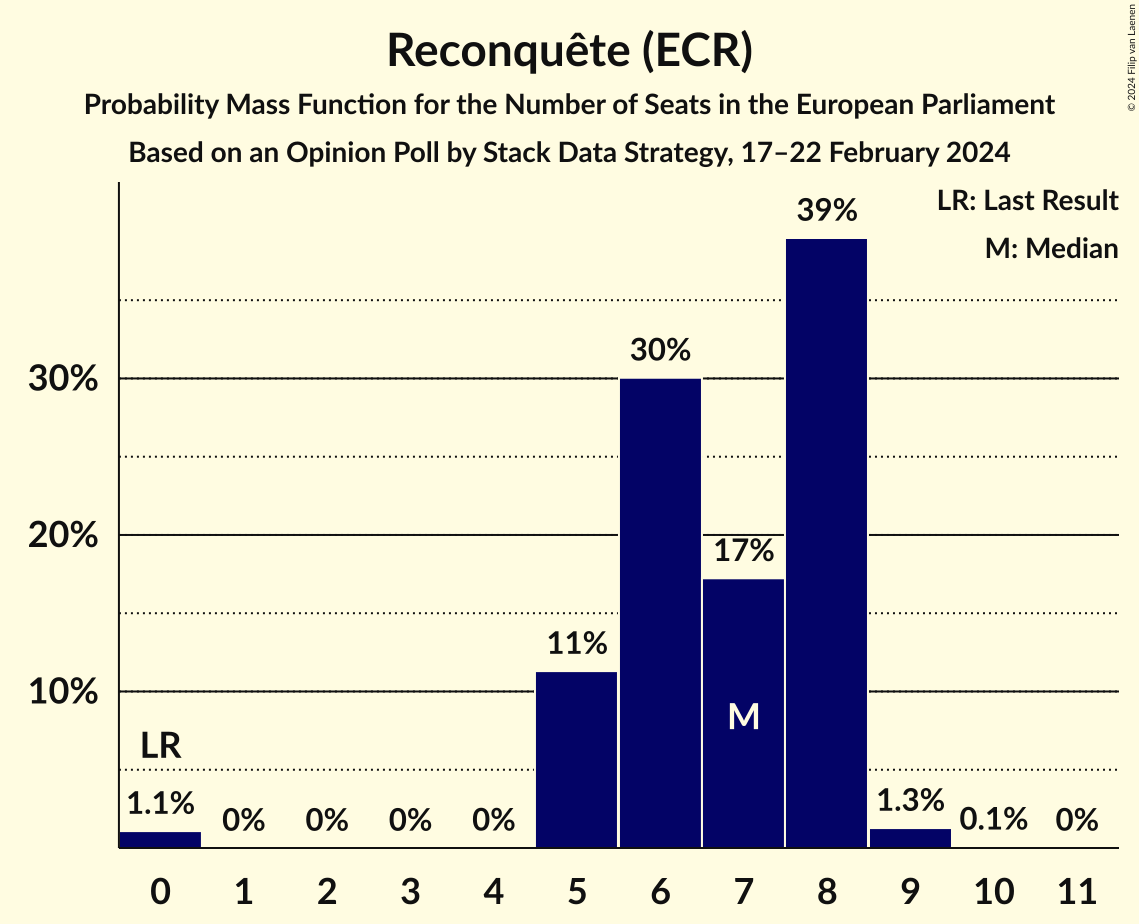 Reconquête (ECR)
Probability Mass Function for the Number of Seats in the European Parliament
Based on an Opinion Poll by Stack Data Strategy, 17–22 February 2024
© 2024 Filip van Laenen
LR: Last Result
M: Median
39%
30%
30%
20%
17%
11%
10%
M
LR
1.1%
0%
0%
0%
0%
1.3%
0.1%
0%
0 1 2 3 4 5 6 7 8 9 10 11